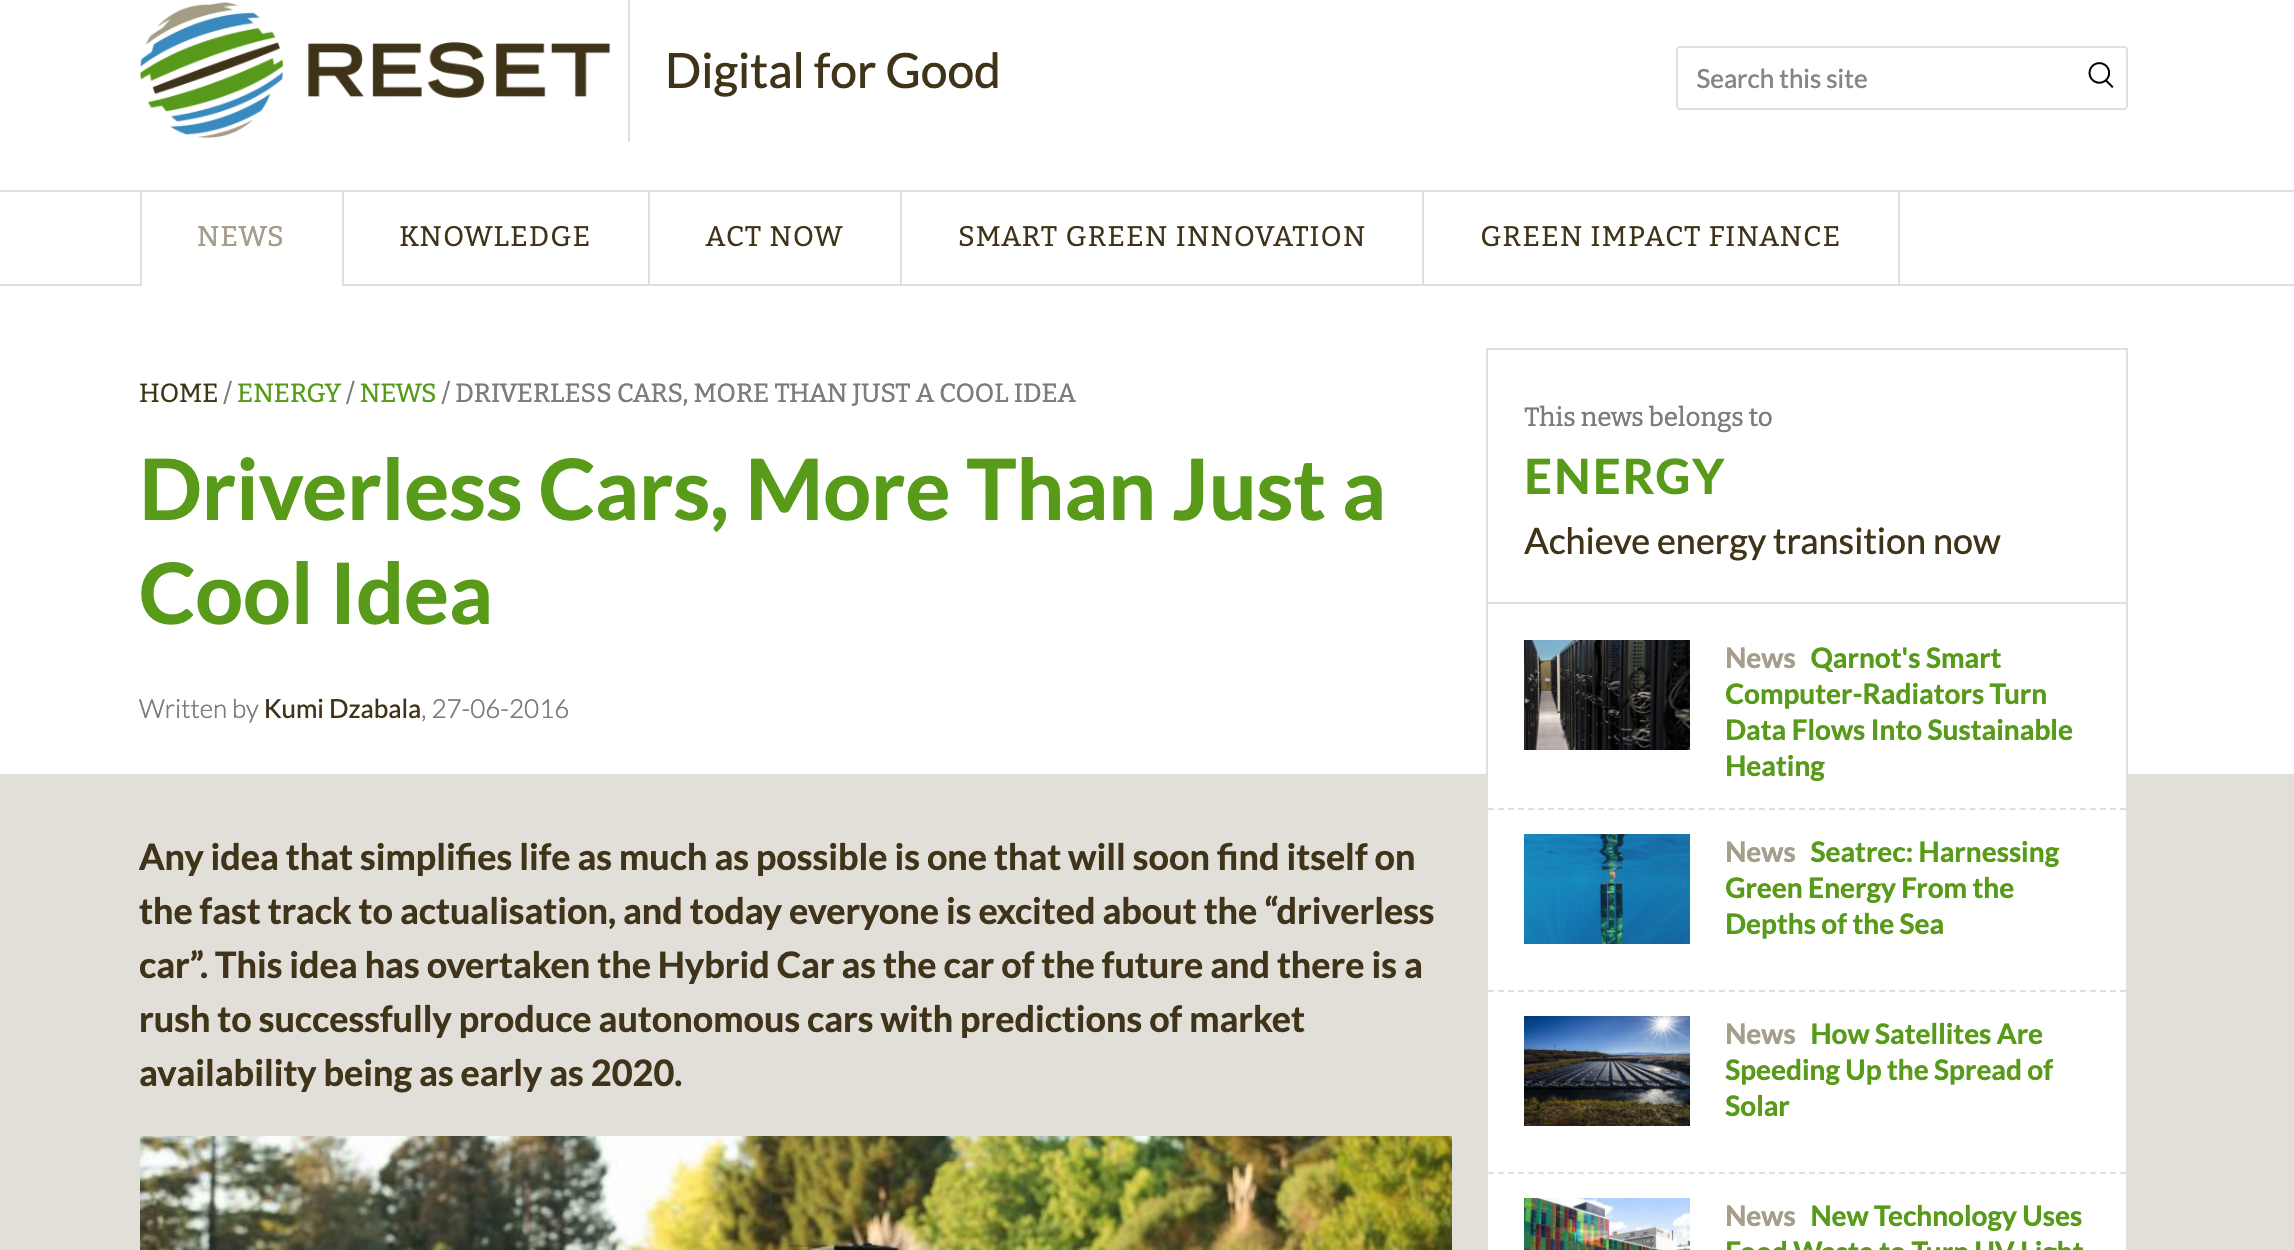 RESET
Digital for Good
Search this site
NEWS
KNOWLEDGE
ACT NOW
SMART GREEN INNOVATION
GREEN IMPACT FINANCE
HOME / ENERGY / NEWS / DRIVERLESS CARS, MORE THAN JUST A COOL IDEA
Driverless Cars, More Than Just a
Cool Idea
Written by Kumi Dzabala, 27-06-2016
Any idea that simplifies life as much as possible is one that will soon find itself on
the fast track to actualisation, and today everyone is excited about the “driverless
car”. This idea has overtaken the Hybrid Car as the car of the future and there is a
rush to successfully produce autonomous cars with predictions of market
availability being as early as 2020.
This news belongs to
ENERGY
Achieve energy transition now
News Qarnot's Smart
Computer-Radiators Turn
Data Flows Into Sustainable
Heating
News Seatrec: Harnessing
Green Energy From the
Depths of the Sea
News How Satellites Are
Speeding Up the Spread of
Solar
News New Technology Uses
Food Waste to Turn UV Light